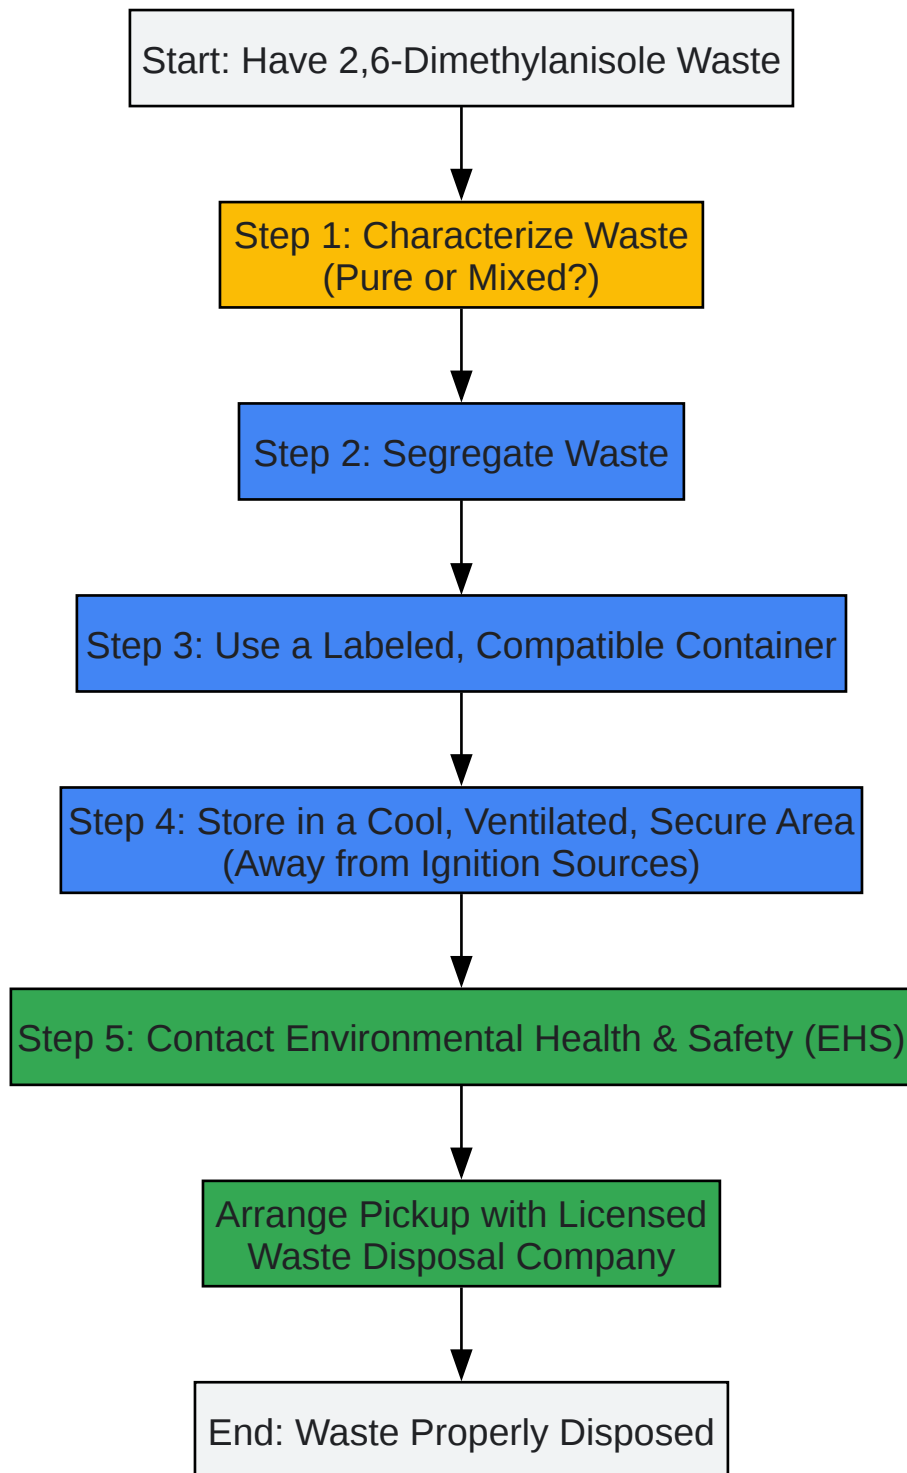 Start: Have 2,6-Dimethylanisole Waste
Step 1: Characterize Waste
(Pure or Mixed?)
Step 2: Segregate Waste
Step 3: Use a Labeled, Compatible Container
Step 4: Store in a Cool, Ventilated, Secure Area
(Away from Ignition Sources)
Step 5: Contact Environmental Health & Safety (EHS)
Arrange Pickup with Licensed
Waste Disposal Company
End: Waste Properly Disposed